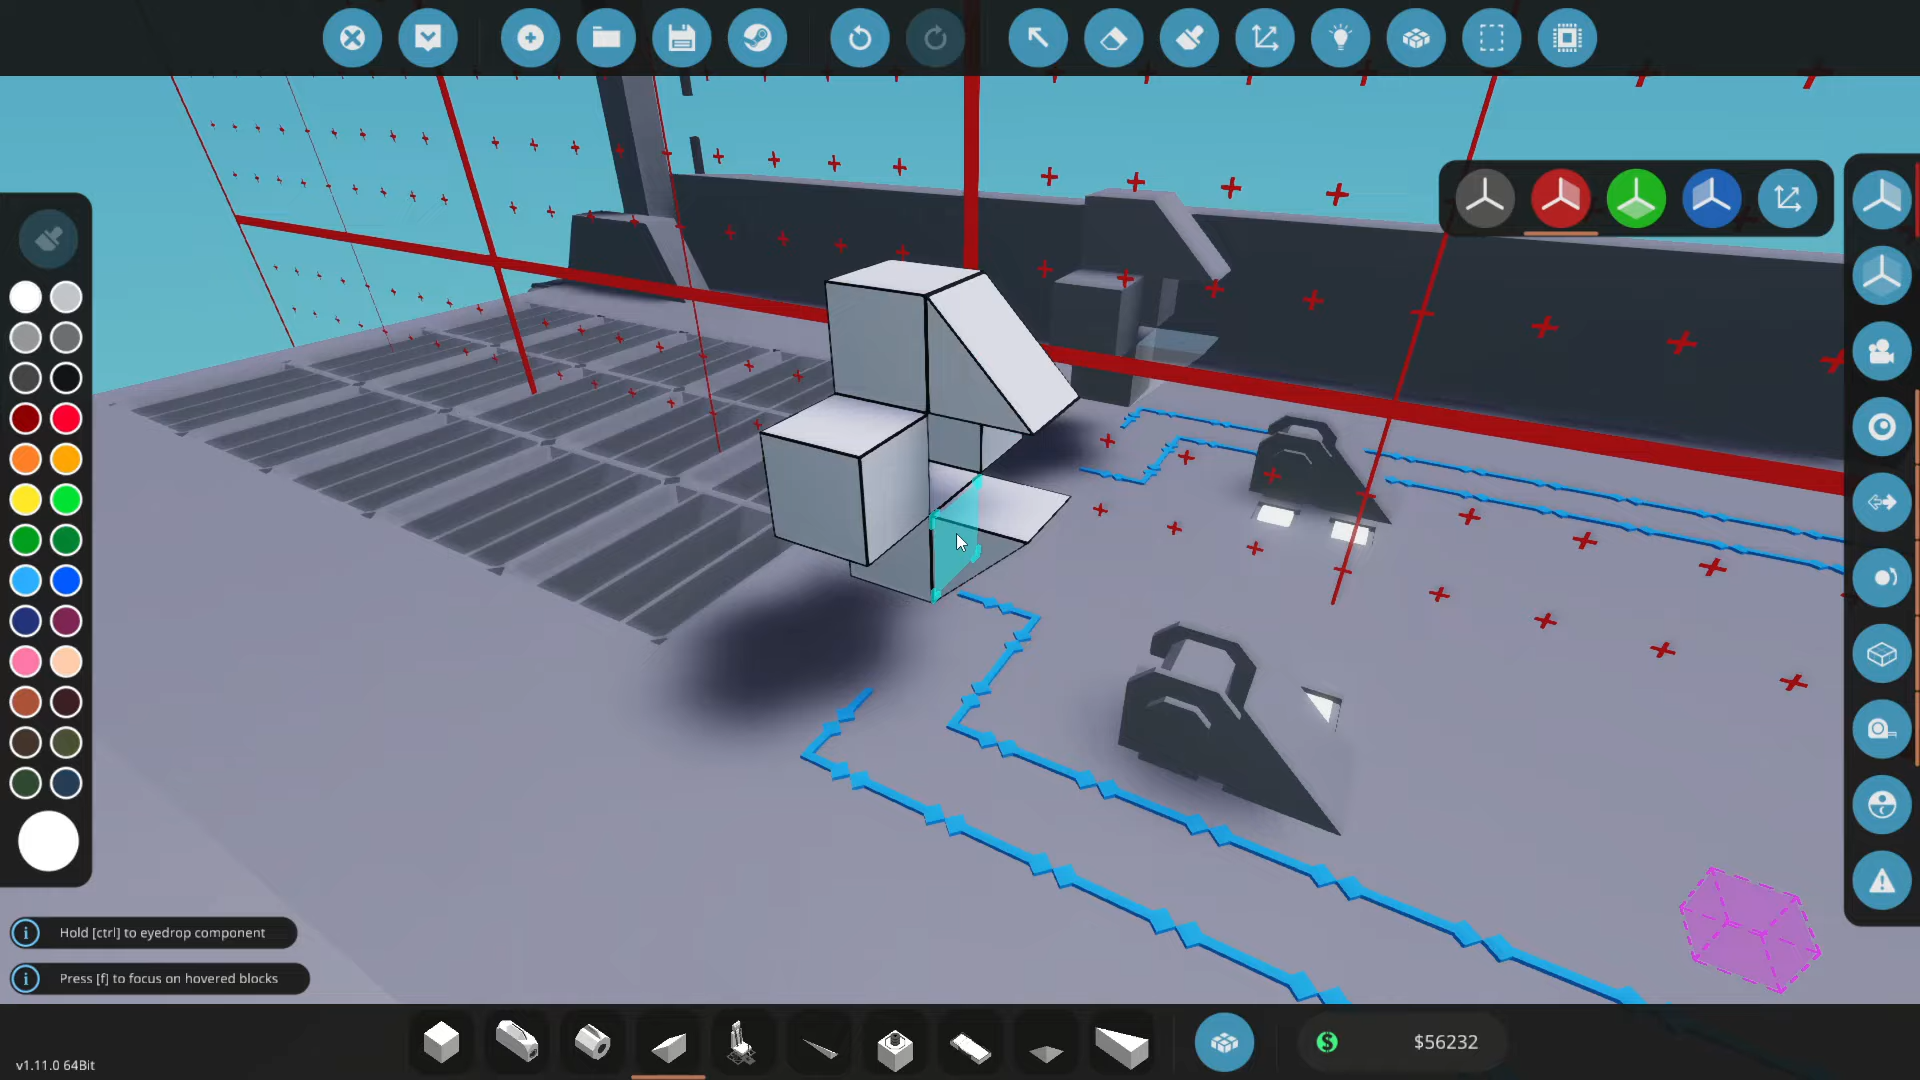 Hold [ctrl] to eyedrop component
Press [f] to focus on hovered blocks
$56232
v1.11.0 64Bit